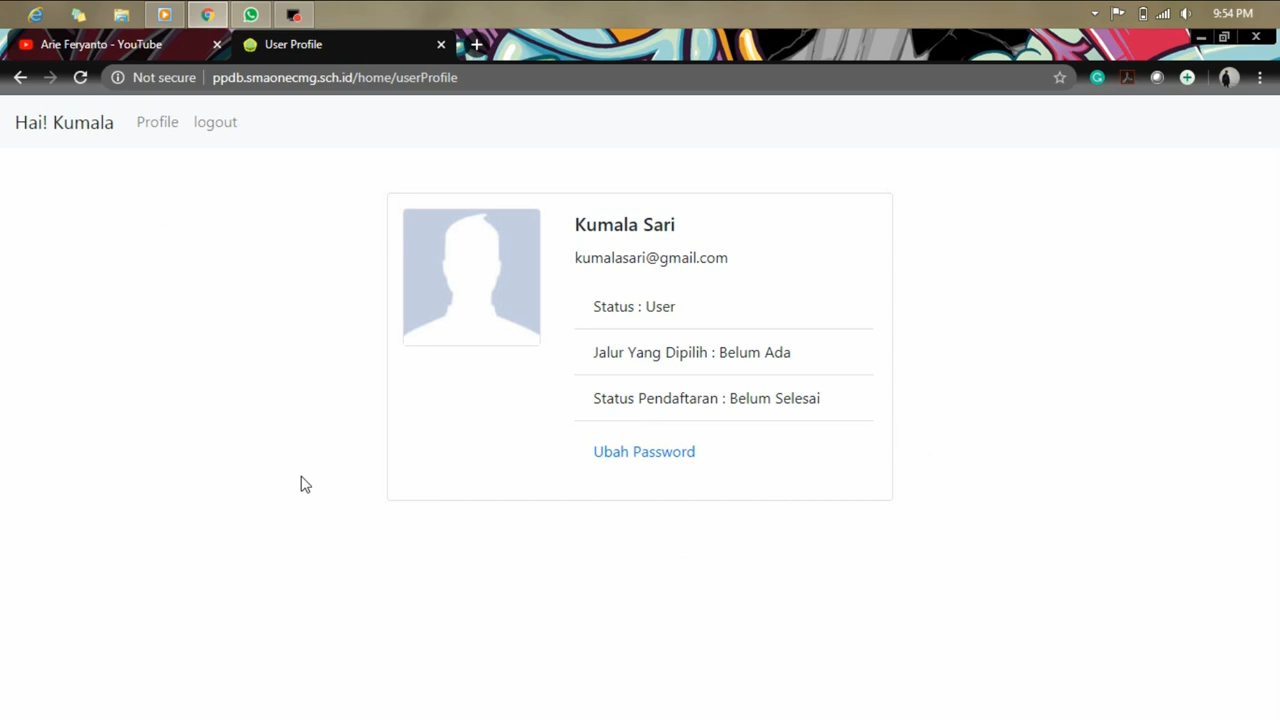 9:54 PM
Arie Feryanto - YouTube
User Profile
Not secure
ppdb.smaonecmg.sch.id/home/userProfile
Hai! Kumala
Profile
logout
Kumala Sari
kumalasari@gmail.com
Status : User
Jalur Yang Dipilih : Belum Ada
Status Pendaftaran : Belum Selesai
Ubah Password